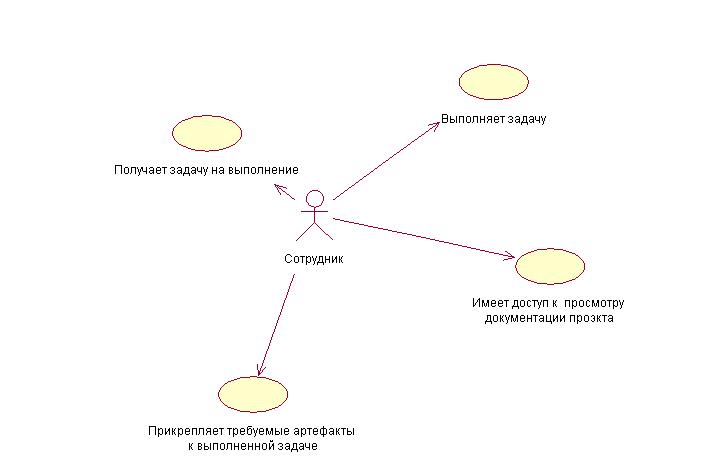 Выполняет задачу
Получает задачу на выполнение
Сотрудник
Имеет доступ к просмотру
документации проэкта
Прикрепляет требуемые артефакты
к выполненной задаче